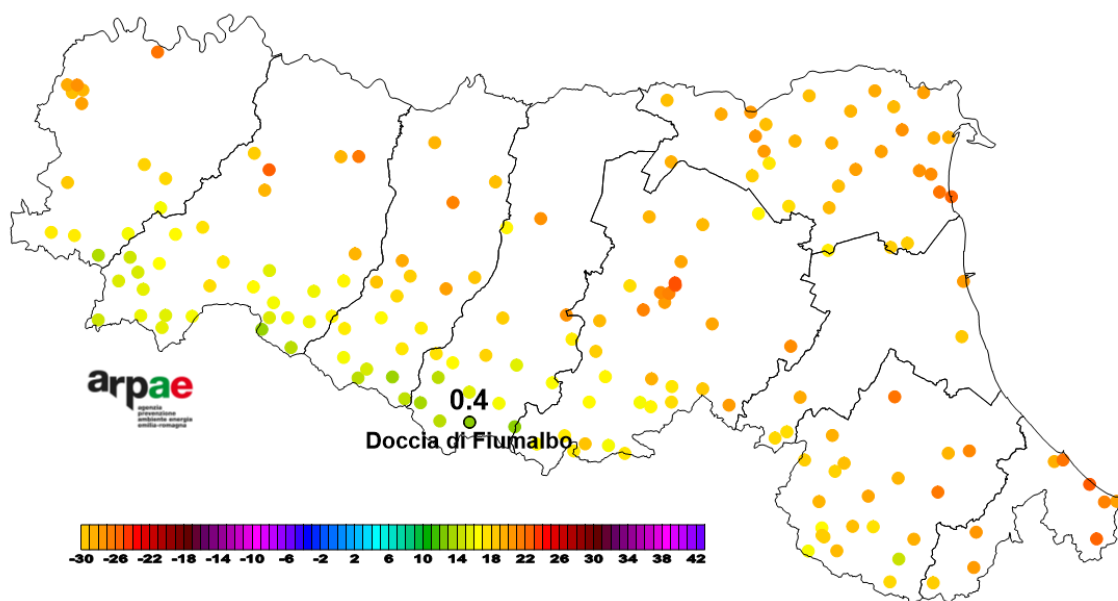 arpae
agenzia
prevenzione
ambiente energia
emilia-romagna
0.4
Doccia di Fiumalbo
-30 -26 -22 -18 -14 -10 -6 -2 2 6 10 14 18 22 26 30 34 38 42